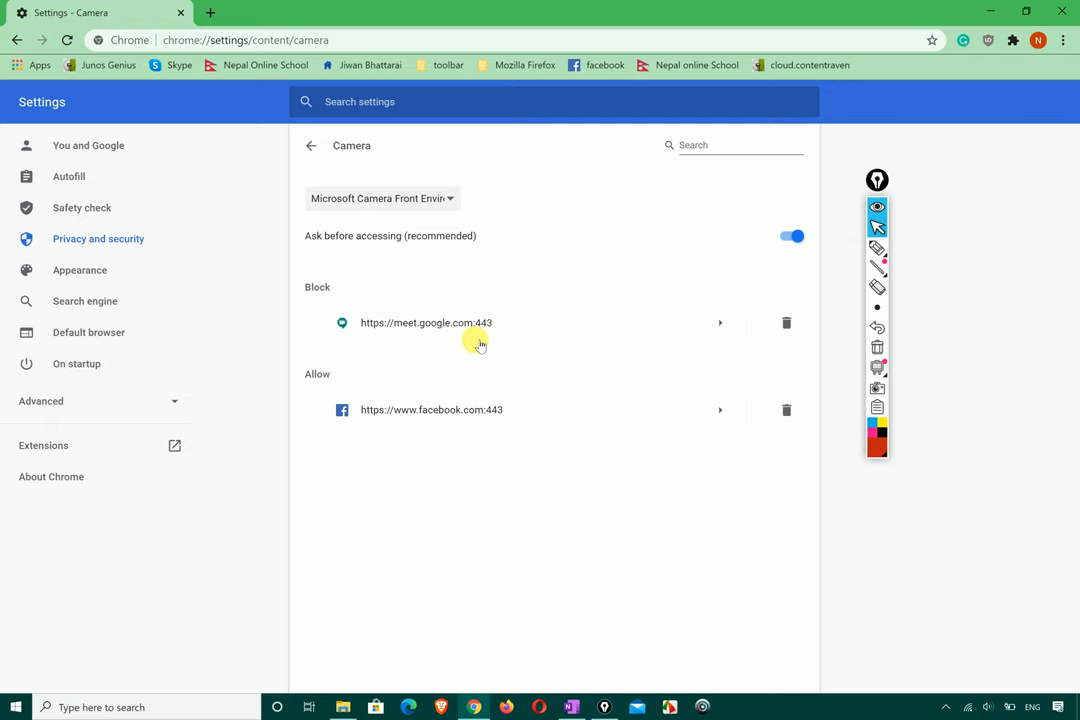 Settings - Camera
Chrome
chrome://settings/content/camera
N
Apps
Junos Genius
Skype
Nepal Online School
Jiwan Bhattarai
toolbar
Mozilla Firefox
facebook
Nepal online School
cloud.contentraven
Settings
Search settings
You and Google
Autofill
Safety check
Privacy and security
Appearance
Search engine
Default browser
On startup
Advanced
Extensions
About Chrome
Camera
Search
Microsoft Camera Front Envir
Ask before accessing (recommended)
Block
https://meet.google.com:443
Allow
https://www.facebook.com:443
Type here to search
ENG